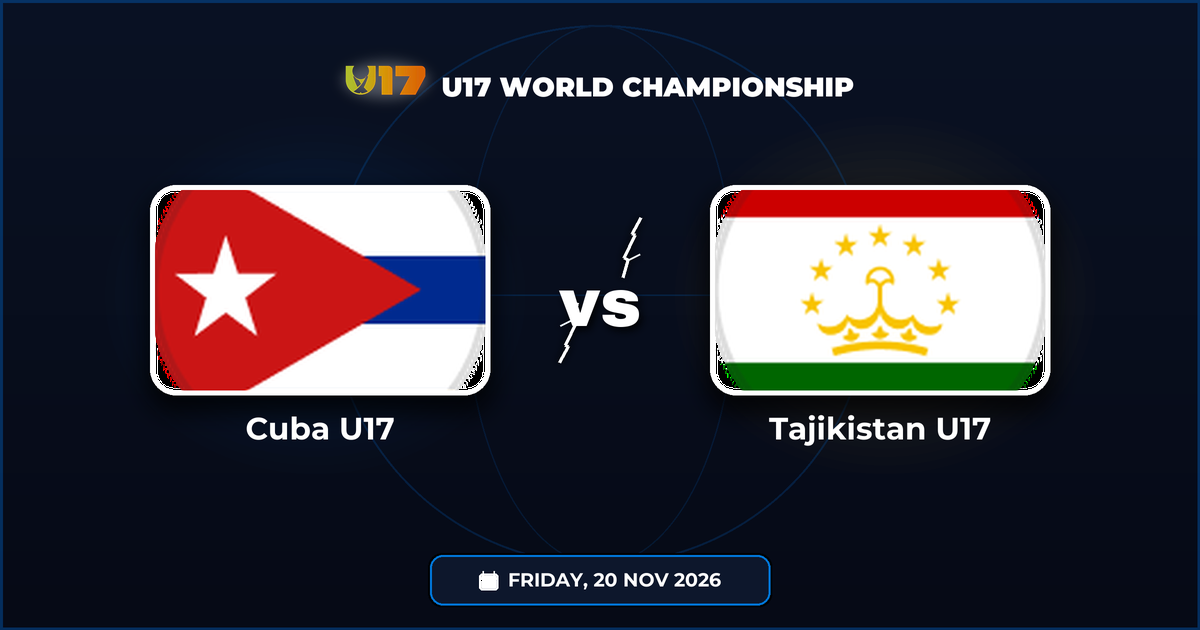 U17 U17 WORLD CHAMPIONSHIP
VS
Cuba U17
Tajikistan U17
FRIDAY, 20 NOV 2026